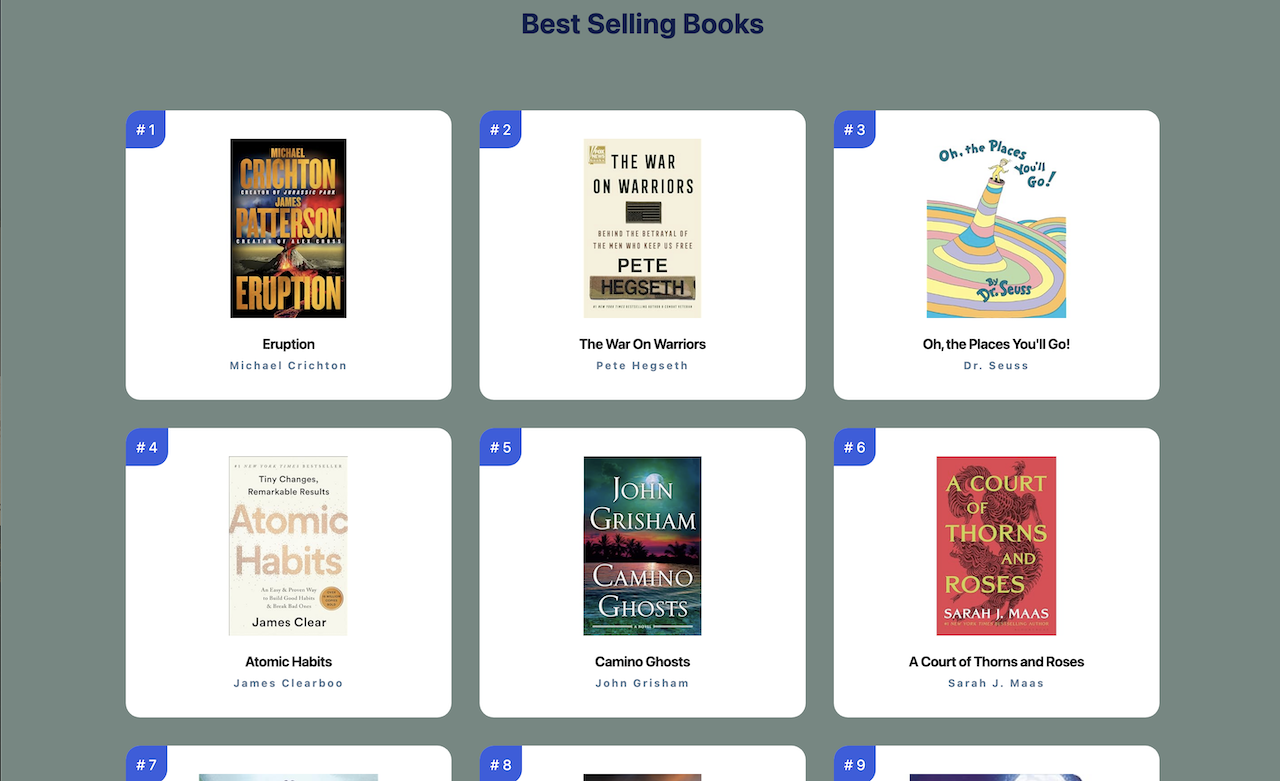 Best Selling Books
# 1
MICHAEL
CRICHTON
CREATOR OF JURASSIC PARK
JAMES
PATTERSON
CREATOR OF ALEX CROSS
ERUPTION
Eruption
Michael Crichton
# 2
THE WAR
ON WARRIORS
BEHIND THE BETRAYAL OF
THE MEN WHO KEEP US FREE
PETE
HEGSETH
The War On Warriors
Pete Hegseth
# 3
Oh, the Places
You'll
Go!
By
Dr. Seuss
Oh, the Places You'll Go!
Dr. Seuss
# 4
#1 NEW YORK TIMES BESTSELLER
Tiny Changes,
Remarkable Results
Atomic
Habits
An Easy & Proven Way
to Build Good Habits
& Break Bad Ones
James Clear
Atomic Habits
James Clearboo
# 5
JOHN
GRISHAM
CAMINO
GHOSTS
A NOVEL
Camino Ghosts
John Grisham
# 6
A COURT
OF
THORNS
AND
ROSES
SARAH J. MAAS
#1 NEW YORK TIMES BESTSELLING AUTHOR
A Court of Thorns and Roses
Sarah J. Maas
# 7
# 8
# 9